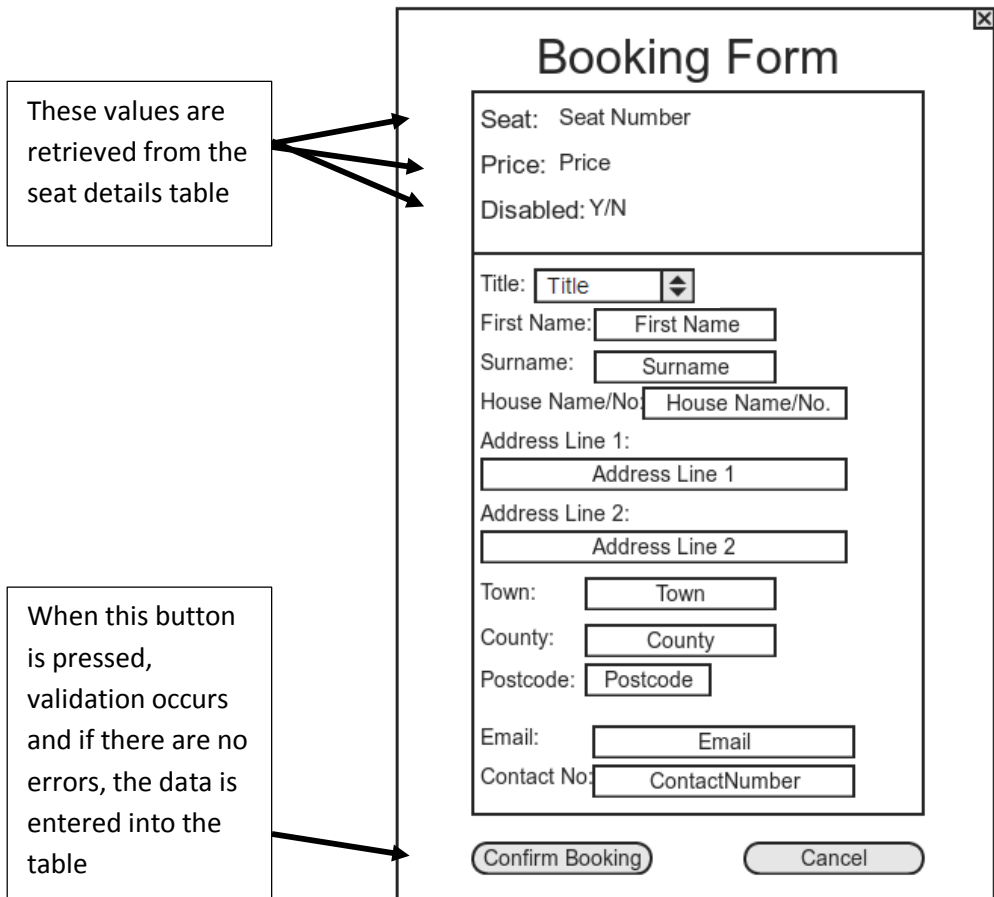 Booking Form
These values are
retrieved from the
seat details table
Seat: Seat Number
Price: Price
Disabled: Y/N
Title: Title
First Name: First Name
Surname: Surname
House Name/No: House Name/No.
Address Line 1:
Address Line 1
Address Line 2:
Address Line 2
Town: Town
County: County
Postcode: Postcode
Email: Email
Contact No: ContactNumber
When this button
is pressed,
validation occurs
and if there are no
errors, the data is
entered into the
table
Confirm Booking Cancel